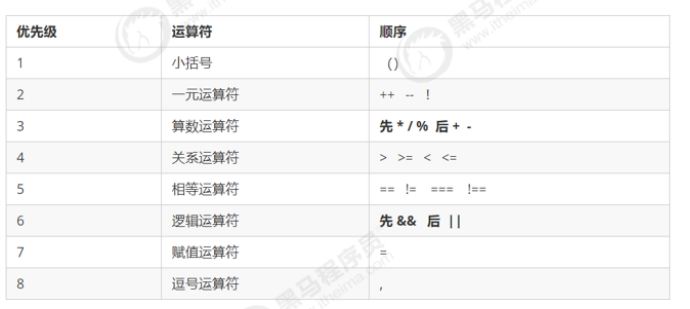 优先级 运算符 顺序
1 小括号 （）
2 一元运算符 ++ -- !
3 算数运算符 先 * / % 后 + -
4 关系运算符 > >= < <=
5 相等运算符 == != === !==
6 逻辑运算符 先 && 后 ||
7 赋值运算符 =
8 逗号运算符 ,
黑马程序员
www.itheima.com